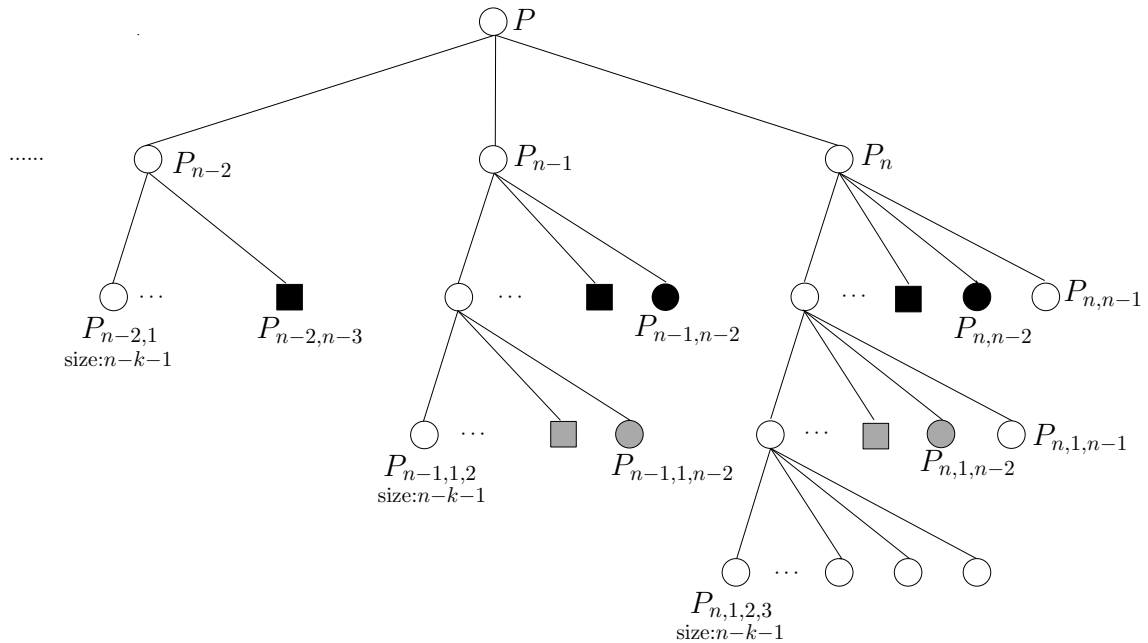 P
......
P_{n−2}
P_{n−1}
P_n
...
...
...
P_{n,n−1}
P_{n−2,1}
size:n−k−1
P_{n−2,n−3}
P_{n−1,n−2}
P_{n,n−2}
...
...
P_{n,1,n−1}
P_{n−1,1,2}
size:n−k−1
P_{n−1,1,n−2}
P_{n,1,n−2}
...
P_{n,1,2,3}
size:n−k−1